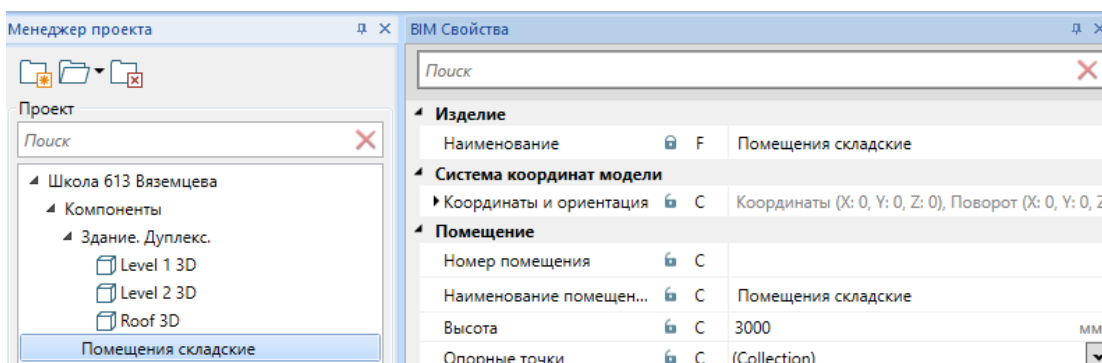 Менеджер проекта
Проект
Поиск
Школа 613 Вяземцева
Компоненты
Здание. Дуплекс.
Level 1 3D
Level 2 3D
Roof 3D
Помещения складские
BIM Свойства
Поиск
Изделие
Наименование F Помещения складские
Система координат модели
Координаты и ориентация C Координаты (X: 0, Y: 0, Z: 0), Поворот (X: 0, Y: 0, Z
Помещение
Номер помещения C
Наименование помещен... C Помещения складские
Высота C 3000 мм
Опорные точки C (Collection)